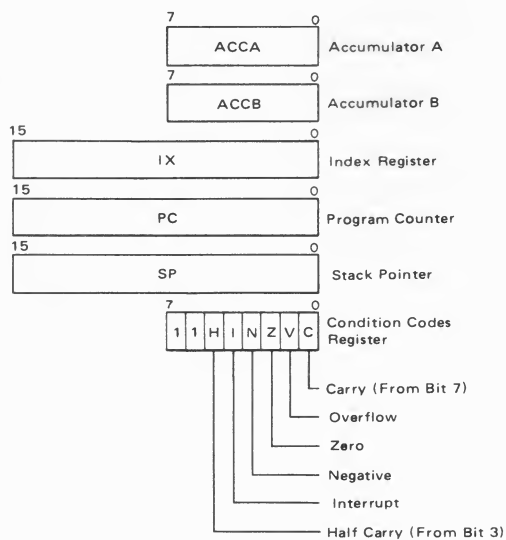 7 0
ACCA Accumulator A
7 0
ACCB Accumulator B
15 0
IX Index Register
15 0
PC Program Counter
15 0
SP Stack Pointer
7 0
1 1 H I N Z V C Condition Codes
Register
Carry (From Bit 7)
Overflow
Zero
Negative
Interrupt
Half Carry (From Bit 3)